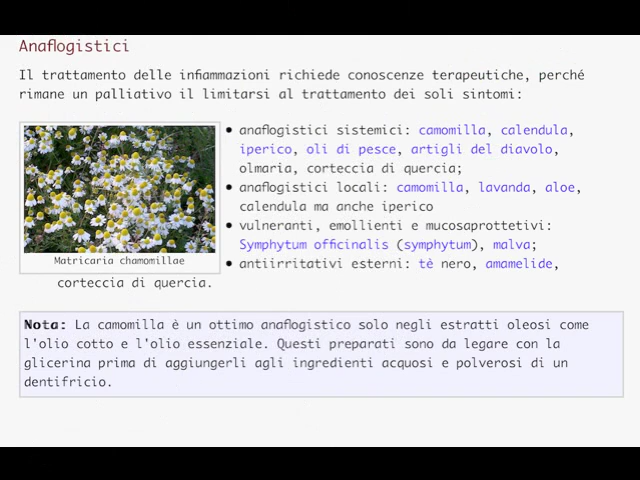 Anaflogistici
Il trattamento delle infiammazioni richiede conoscenze terapeutiche, perché
rimane un palliativo il limitarsi al trattamento dei soli sintomi:
• anaflogistici sistemici: camomilla, calendula,
iperico, oli di pesce, artigli del diavolo,
olmaria, corteccia di quercia;
• anaflogistici locali: camomilla, lavanda, aloe,
calendula ma anche iperico
• vulneranti, emollienti e mucosaprottetivi:
Symphytum officinalis (symphytum), malva;
• antiirritativi esterni: tè nero, amamelide,
corteccia di quercia.
Matricaria chamomillae
Nota: La camomilla è un ottimo anaflogistico solo negli estratti oleosi come
l'olio cotto e l'olio essenziale. Questi preparati sono da legare con la
glicerina prima di aggiungerli agli ingredienti acquosi e polverosi di un
dentifricio.